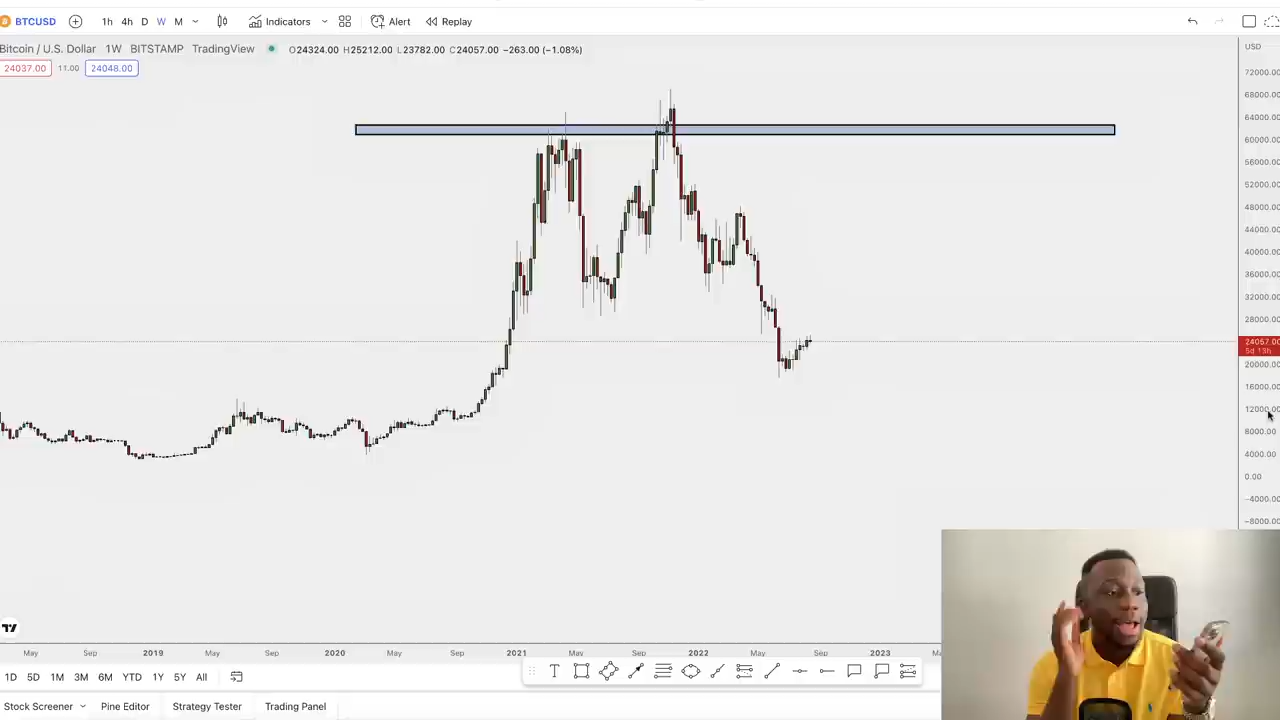 BTCUSD 1h 4h D W M Indicators Alert Replay
Bitcoin / U.S. Dollar 1W BITSTAMP TradingView O24324.00 H25212.00 L23782.00 C24057.00 −263.00 (−1.08%)
24037.00 11.00 24048.00
USD
72000.00
68000.00
64000.00
60000.00
56000.00
52000.00
48000.00
44000.00
40000.00
36000.00
32000.00
28000.00
24057.00
5d 13h
20000.00
16000.00
12000.00
8000.00
4000.00
0.00
−4000.00
−8000.00
May Sep 2019 May Sep 2020 May Sep 2021 May Sep 2022 May Sep 2023
1D 5D 1M 3M 6M YTD 1Y 5Y All
Stock Screener Pine Editor Strategy Tester Trading Panel